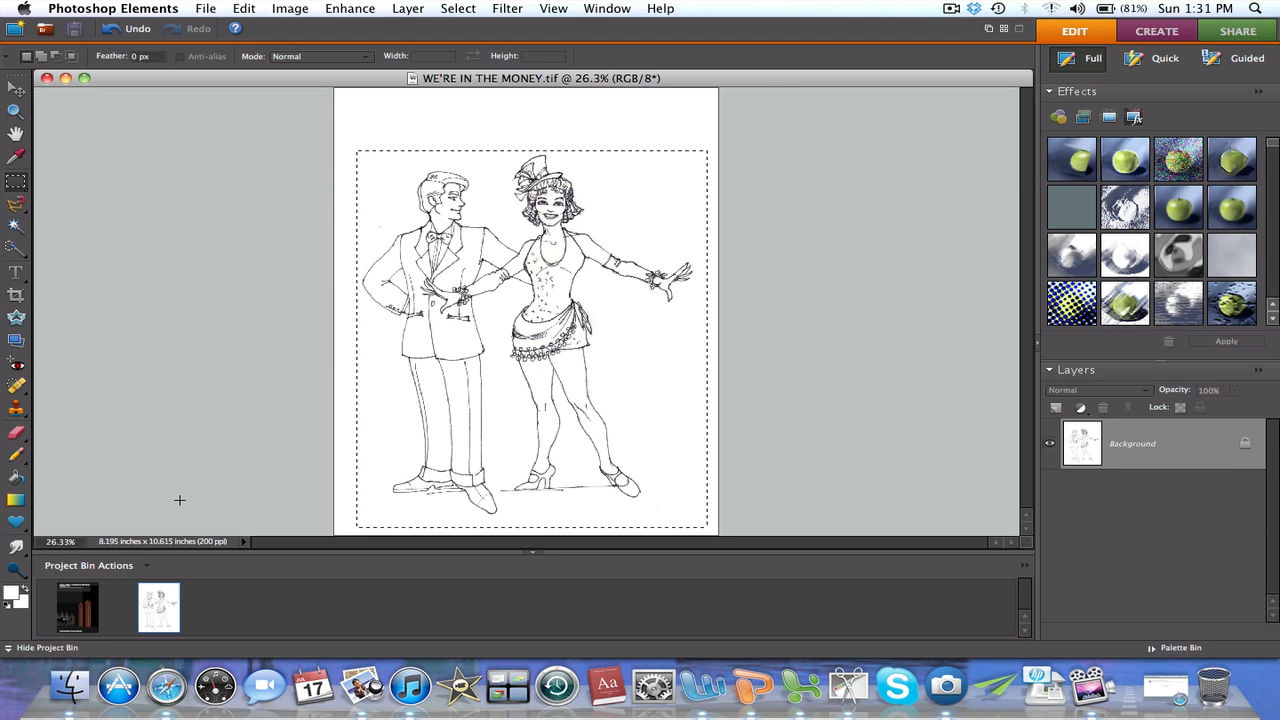 Photoshop Elements File Edit Image Enhance Layer Select Filter View Window Help (81%) Sun 1:31 PM
Undo Redo ? EDIT CREATE SHARE
Feather: 0 px Anti-alias Mode: Normal Width: Height: Full Quick Guided
WE'RE IN THE MONEY.tif @ 26.3% (RGB/8*)
Effects
Apply
Layers
Normal Opacity: 100%
Lock:
Background
26.33% 8.195 inches x 10.615 inches (200 ppi)
Project Bin Actions
Hide Project Bin Palette Bin
JUL
17
Aa